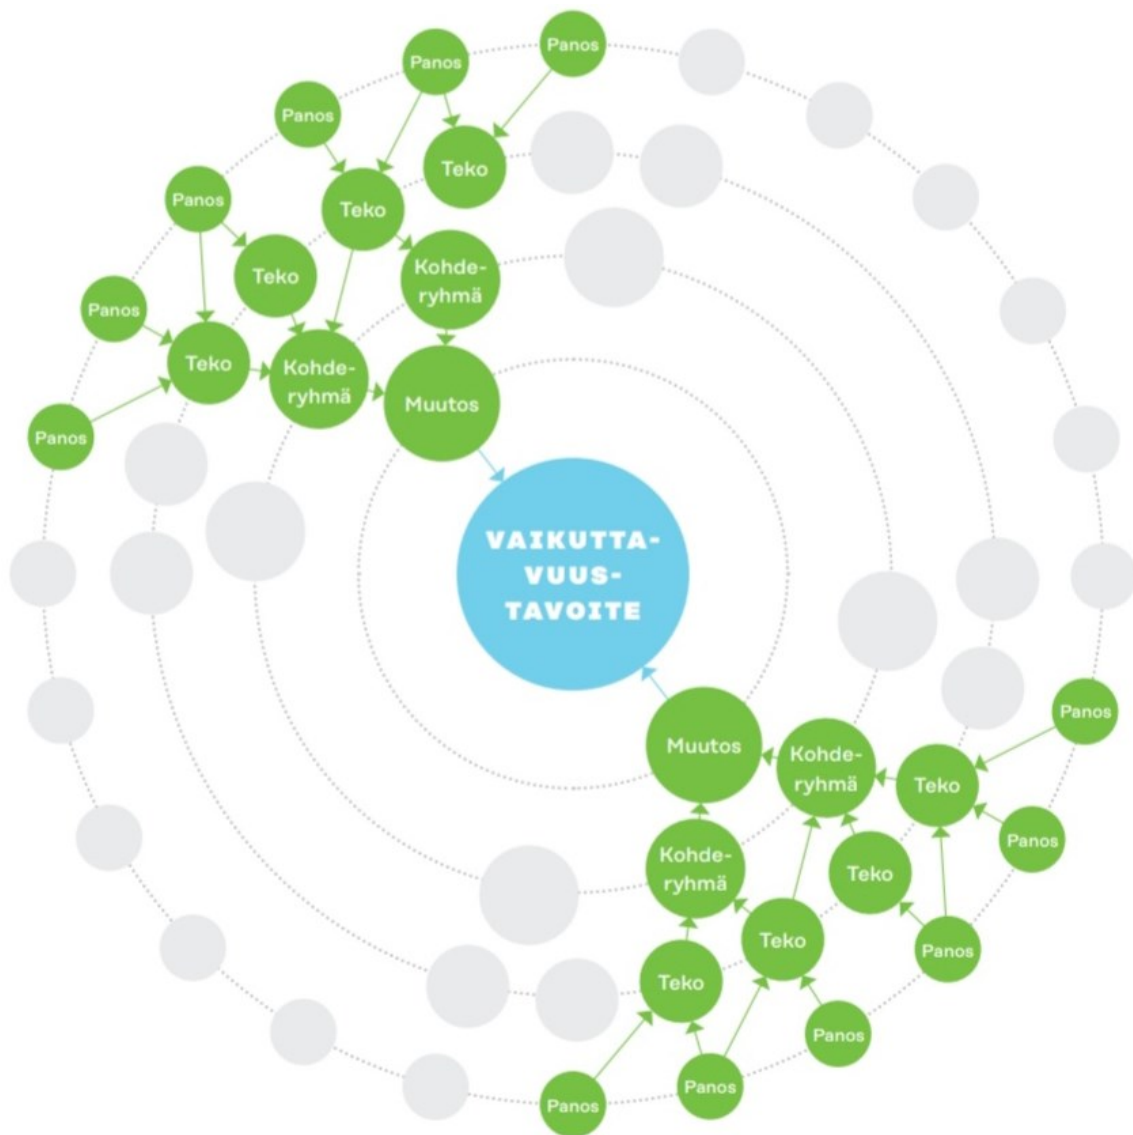 Panos
Panos
Panos
Panos
Panos
Panos
Teko
Teko
Teko
Teko
Kohde-
ryhmä
Kohde-
ryhmä
Muutos
VAIKUTTA-
VUUS-
TAVOITE
Muutos
Kohde-
ryhmä
Kohde-
ryhmä
Teko
Teko
Teko
Teko
Panos
Panos
Panos
Panos
Panos
Panos